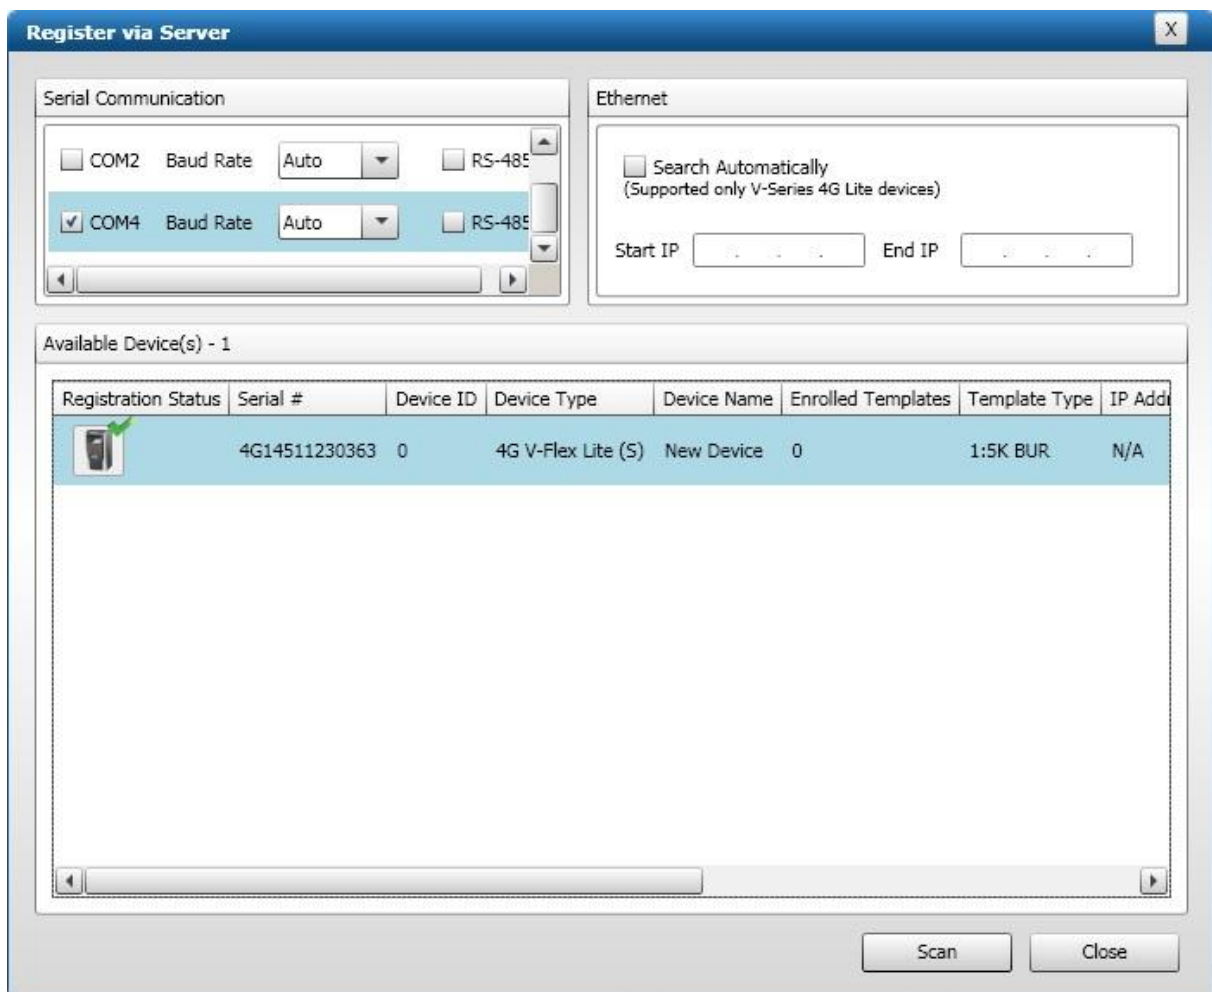 Register via Server X
Serial Communication
COM2 Baud Rate Auto RS-485
COM4 Baud Rate Auto RS-485
Ethernet
Search Automatically
(Supported only V-Series 4G Lite devices)
Start IP . . . End IP . . .
Available Device(s) - 1
Registration Status Serial # Device ID Device Type Device Name Enrolled Templates Template Type IP Add
4G14511230363 0 4G V-Flex Lite (S) New Device 0 1:5K BUR N/A
Scan Close